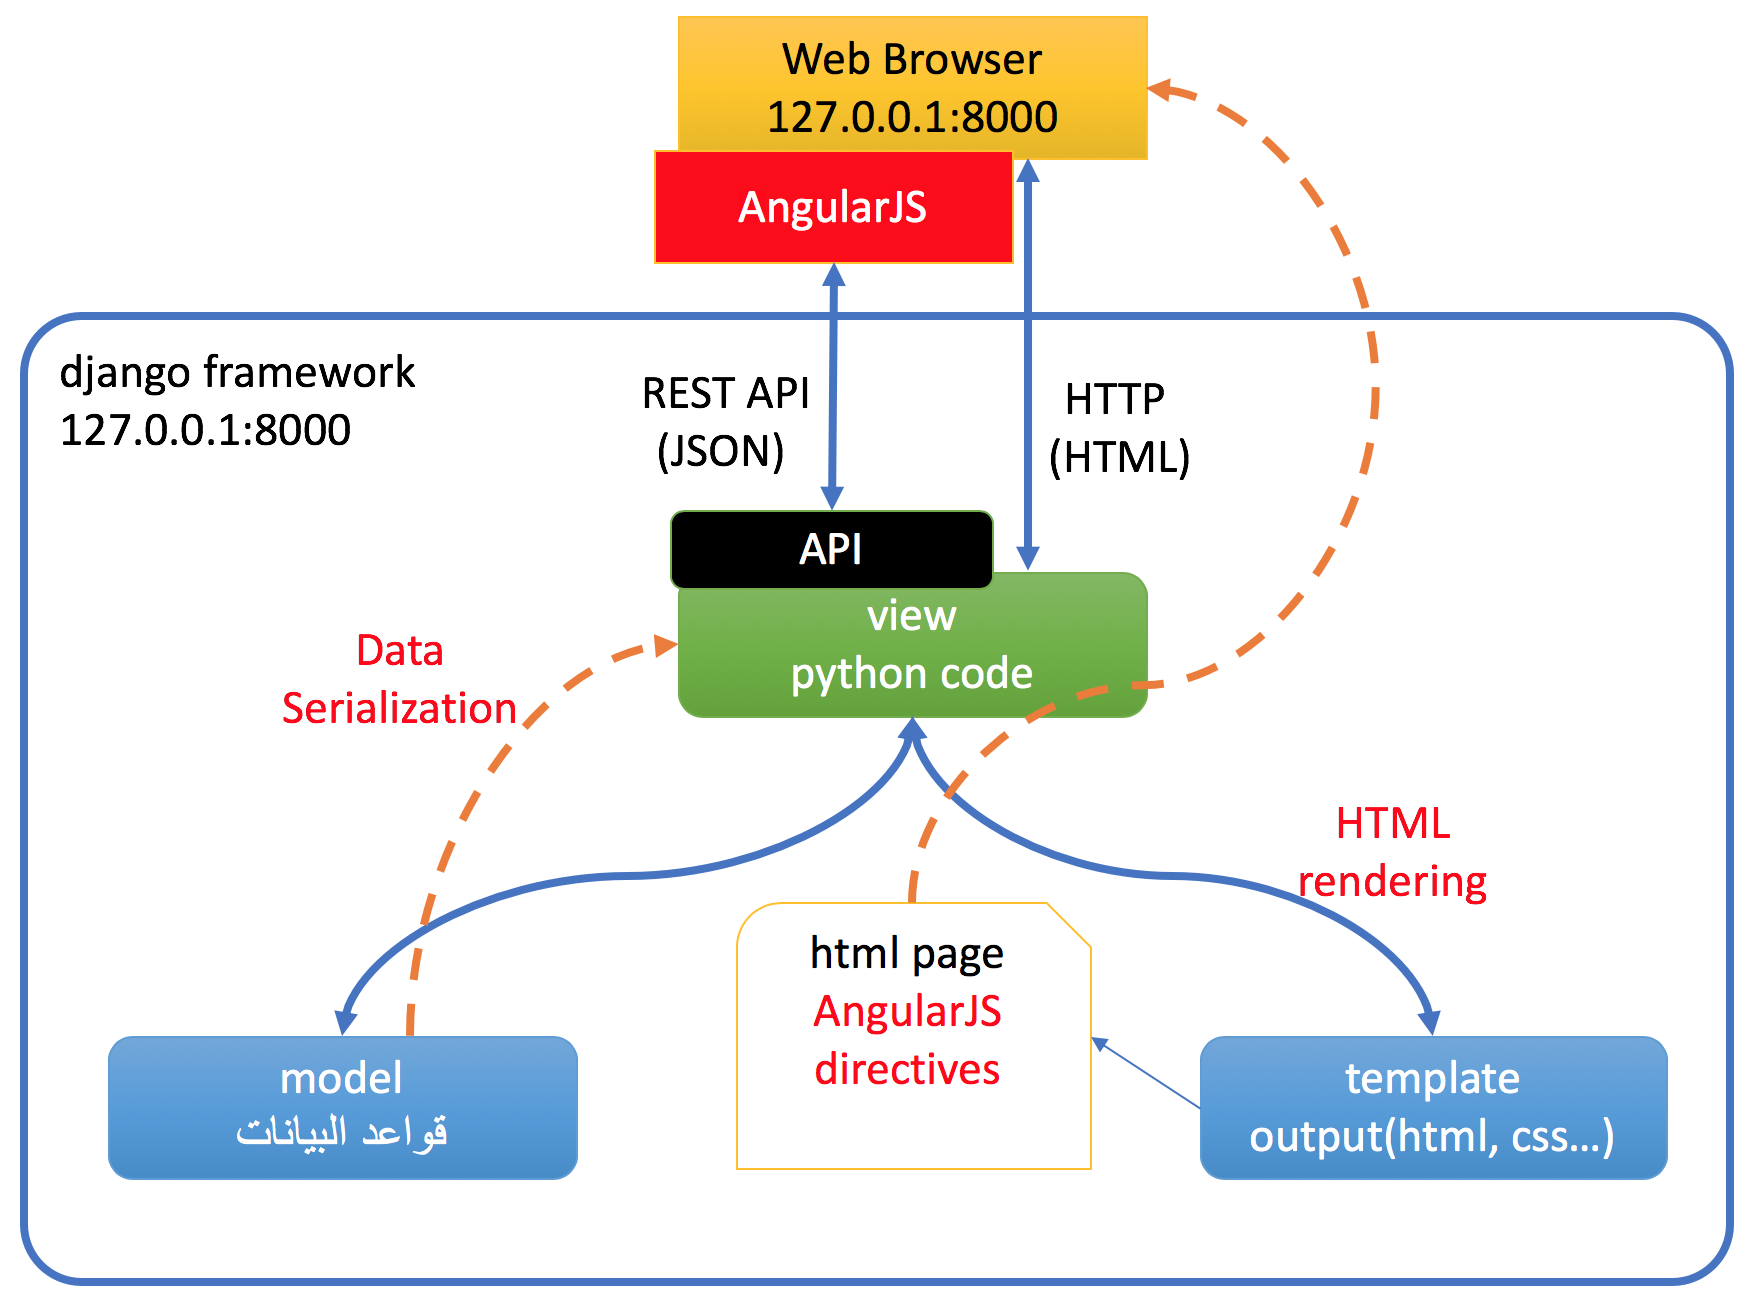 Web Browser
127.0.0.1:8000
AngularJS
django framework
127.0.0.1:8000
REST API
(JSON)
HTTP
(HTML)
API
view
python code
Data
Serialization
HTML
rendering
html page
AngularJS
directives
model
قواعد البيانات
template
output(html, css...)